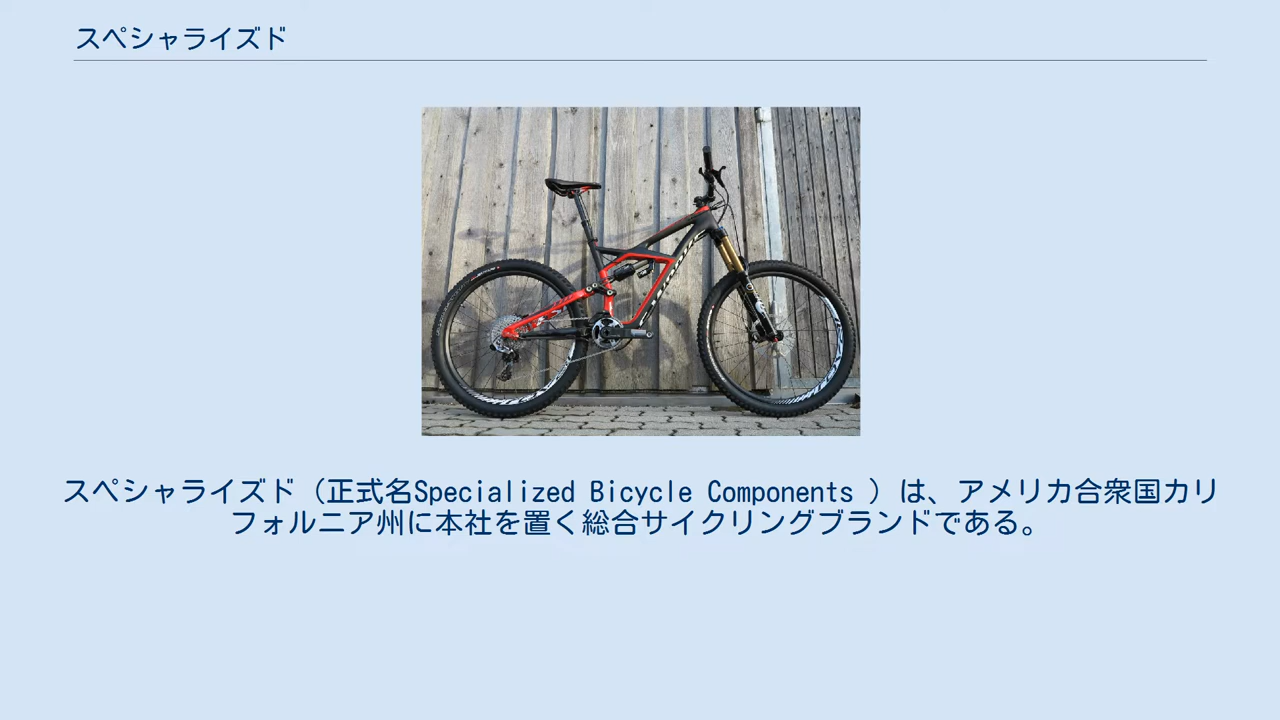 スペシャライズド
スペシャライズド（正式名Specialized Bicycle Components ）は、アメリカ合衆国カリ
フォルニア州に本社を置く総合サイクリングブランドである。